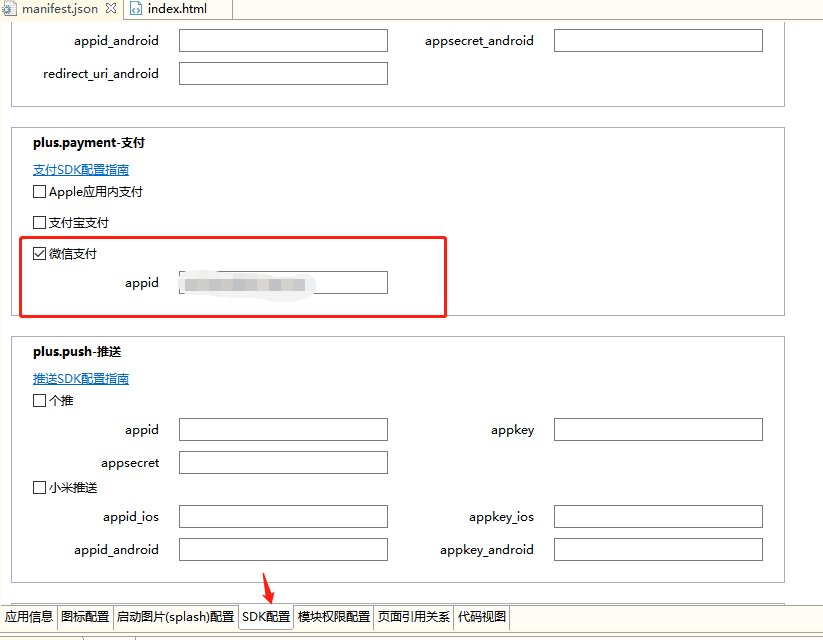 manifest.json index.html
appid_android appsecret_android
redirect_uri_android
plus.payment-支付
支付SDK配置指南
Apple应用内支付
支付宝支付
微信支付
appid
plus.push-推送
推送SDK配置指南
个推
appid appkey
appsecret
小米推送
appid_ios appkey_ios
appid_android appkey_android
应用信息 图标配置 启动图片(splash)配置 SDK配置 模块权限配置 页面引用关系 代码视图